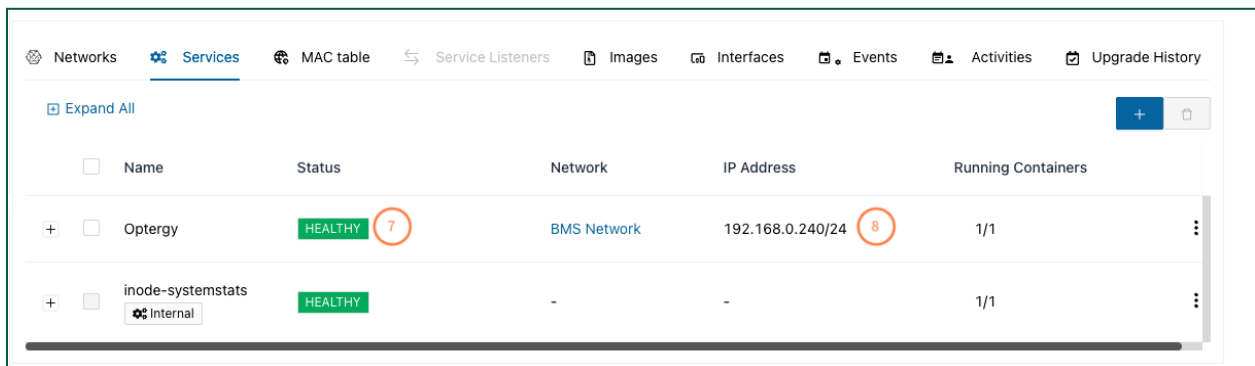 Networks Services MAC table Service Listeners Images Interfaces Events Activities Upgrade History
Expand All
+
Name Status Network IP Address Running Containers
+ Optergy HEALTHY 7 BMS Network 192.168.0.240/24 8 1/1
+ inode-systemstats HEALTHY - - 1/1
Internal